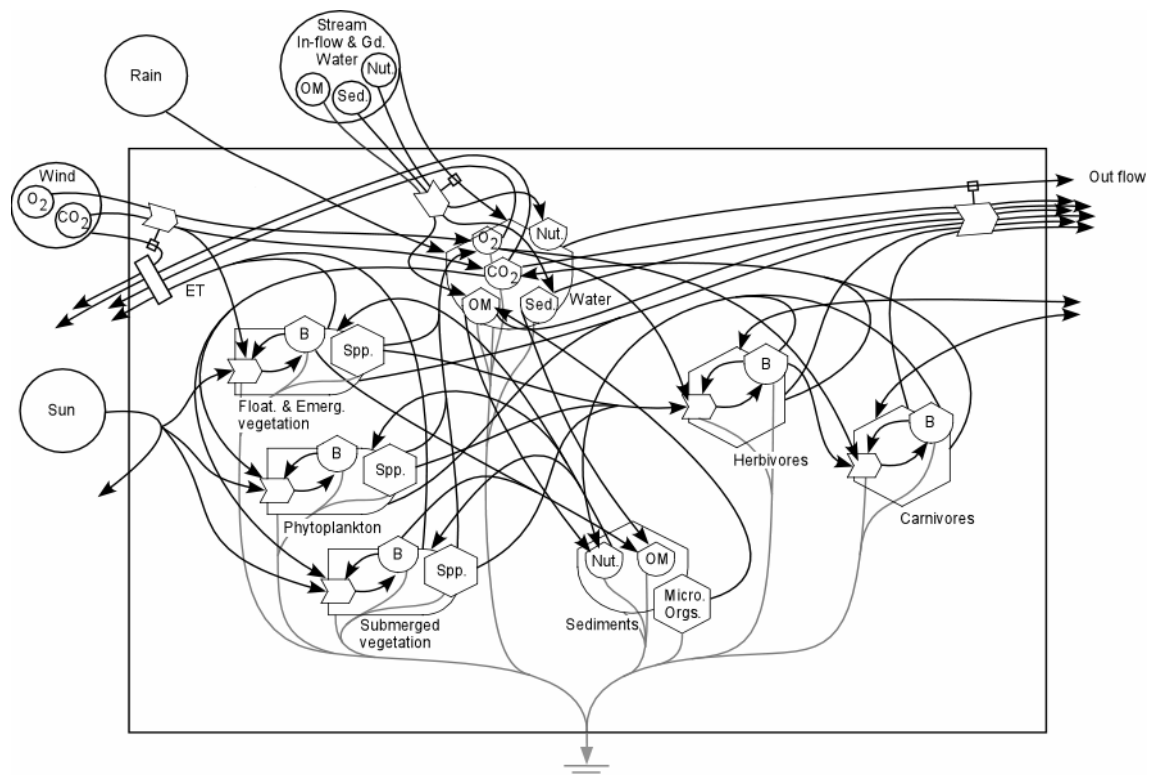 Stream
In-flow & Gd.
Water
Nut.
OM
Sed.
Rain
Wind
O2
CO2
Out flow
ET
Nut.
O2
CO2
OM
Sed.
Water
B
Spp.
Float. & Emerg.
vegetation
Sun
B
Herbivores
B
Carnivores
B
Spp.
Phytoplankton
B
Spp.
Submerged
vegetation
Nut.
OM
Micro.
Orgs.
Sediments